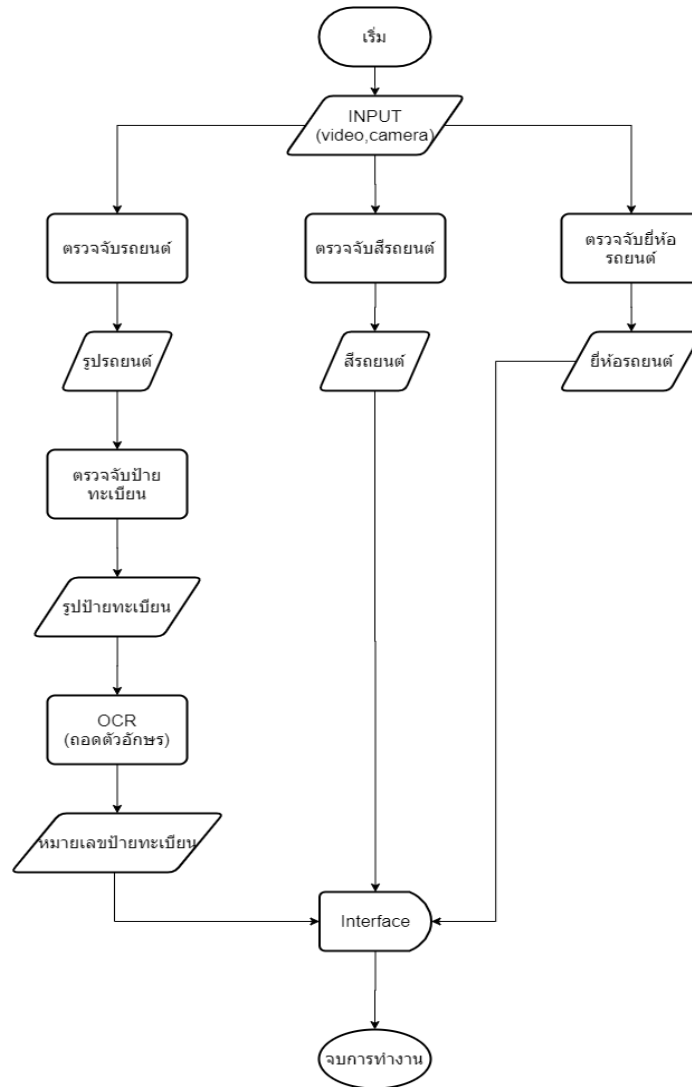 เริ่ม
INPUT
(video,camera)
ตรวจจับรถยนต์
ตรวจจับสีรถยนต์
ตรวจจับยี่ห้อ
รถยนต์
รูปรถยนต์
สีรถยนต์
ยี่ห้อรถยนต์
ตรวจจับป้าย
ทะเบียน
รูปป้ายทะเบียน
OCR
(ถอดตัวอักษร)
หมายเลขป้ายทะเบียน
Interface
จบการทำงาน